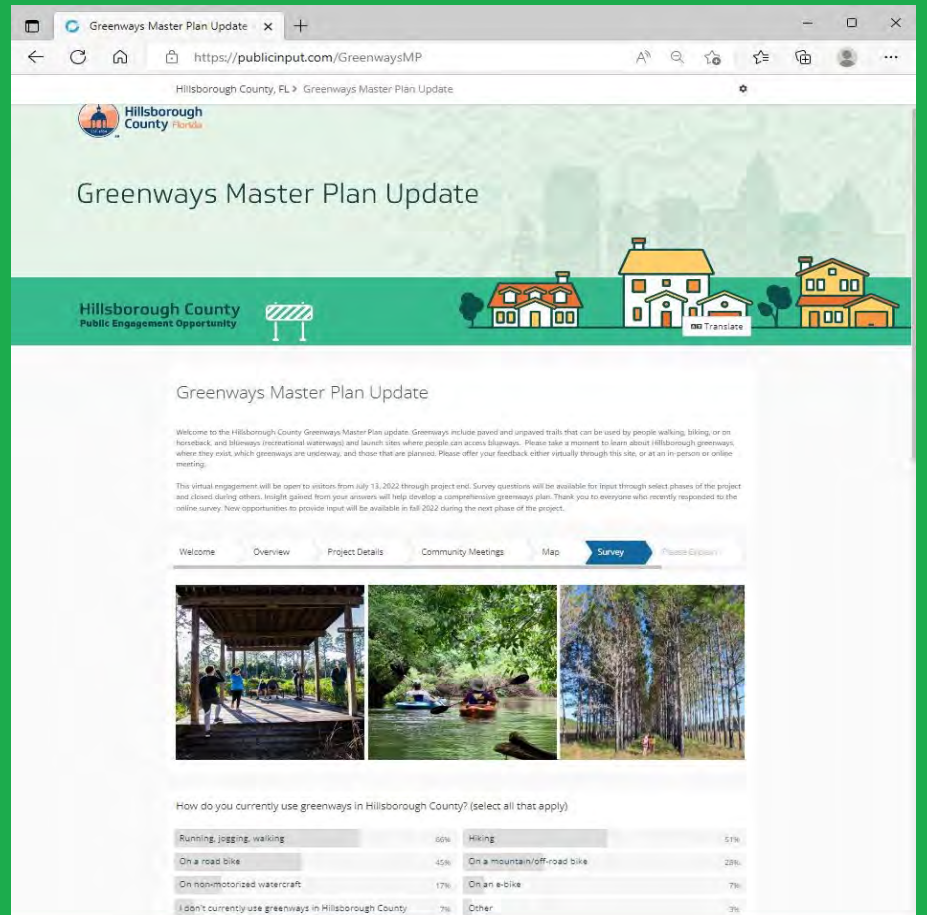 Greenways Master Plan Update
https://publicinput.com/GreenwaysMP
Hillsborough County, FL > Greenways Master Plan Update
Hillsborough
County Florida
Greenways Master Plan Update
Hillsborough County
Public Engagement Opportunity
Translate
Greenways Master Plan Update
Welcome to the Hillsborough County Greenways Master Plan update. Greenways include paved and unpaved trails that can be used by people walking, biking, or on
horseback, and blueways (recreational waterways) and launch sites where people can access blueways. Please take a moment to learn about Hillsborough greenways,
where they exist, which greenways are underway, and those that are planned. Please offer your feedback either virtually through this site, or at an in-person or online
meeting.
This virtual engagement will be open to visitors from July 13, 2022 through project end. Survey questions will be available for input through select phases of the project
and closed during others. Insight gained from your answers will help develop a comprehensive greenways plan. Thank you to everyone who recently responded to the
online survey. New opportunities to provide input will be available in fall 2022 during the next phase of the project.
Welcome Overview Project Details Community Meetings Map Survey Please Explain
How do you currently use greenways in Hillsborough County? (select all that apply)
Running, jogging, walking 66% Hiking 51%
On a road bike 45% On a mountain/off-road bike 28%
On non-motorized watercraft 17% On an e-bike 7%
I don't currently use greenways in Hillsborough County 7% Other 3%